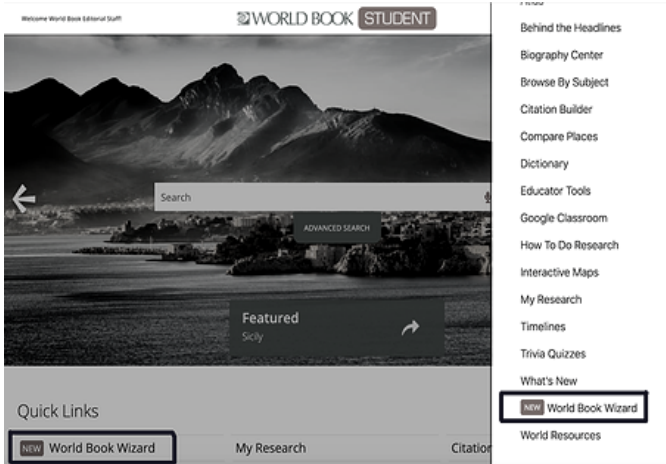 Welcome World Book Editorial Staff!
WORLD BOOK STUDENT
Search
ADVANCED SEARCH
Featured
Sicily
Quick Links
NEW World Book Wizard
My Research
Citation
Behind the Headlines
Biography Center
Browse By Subject
Citation Builder
Compare Places
Dictionary
Educator Tools
Google Classroom
How To Do Research
Interactive Maps
My Research
Timelines
Trivia Quizzes
What's New
NEW World Book Wizard
World Resources